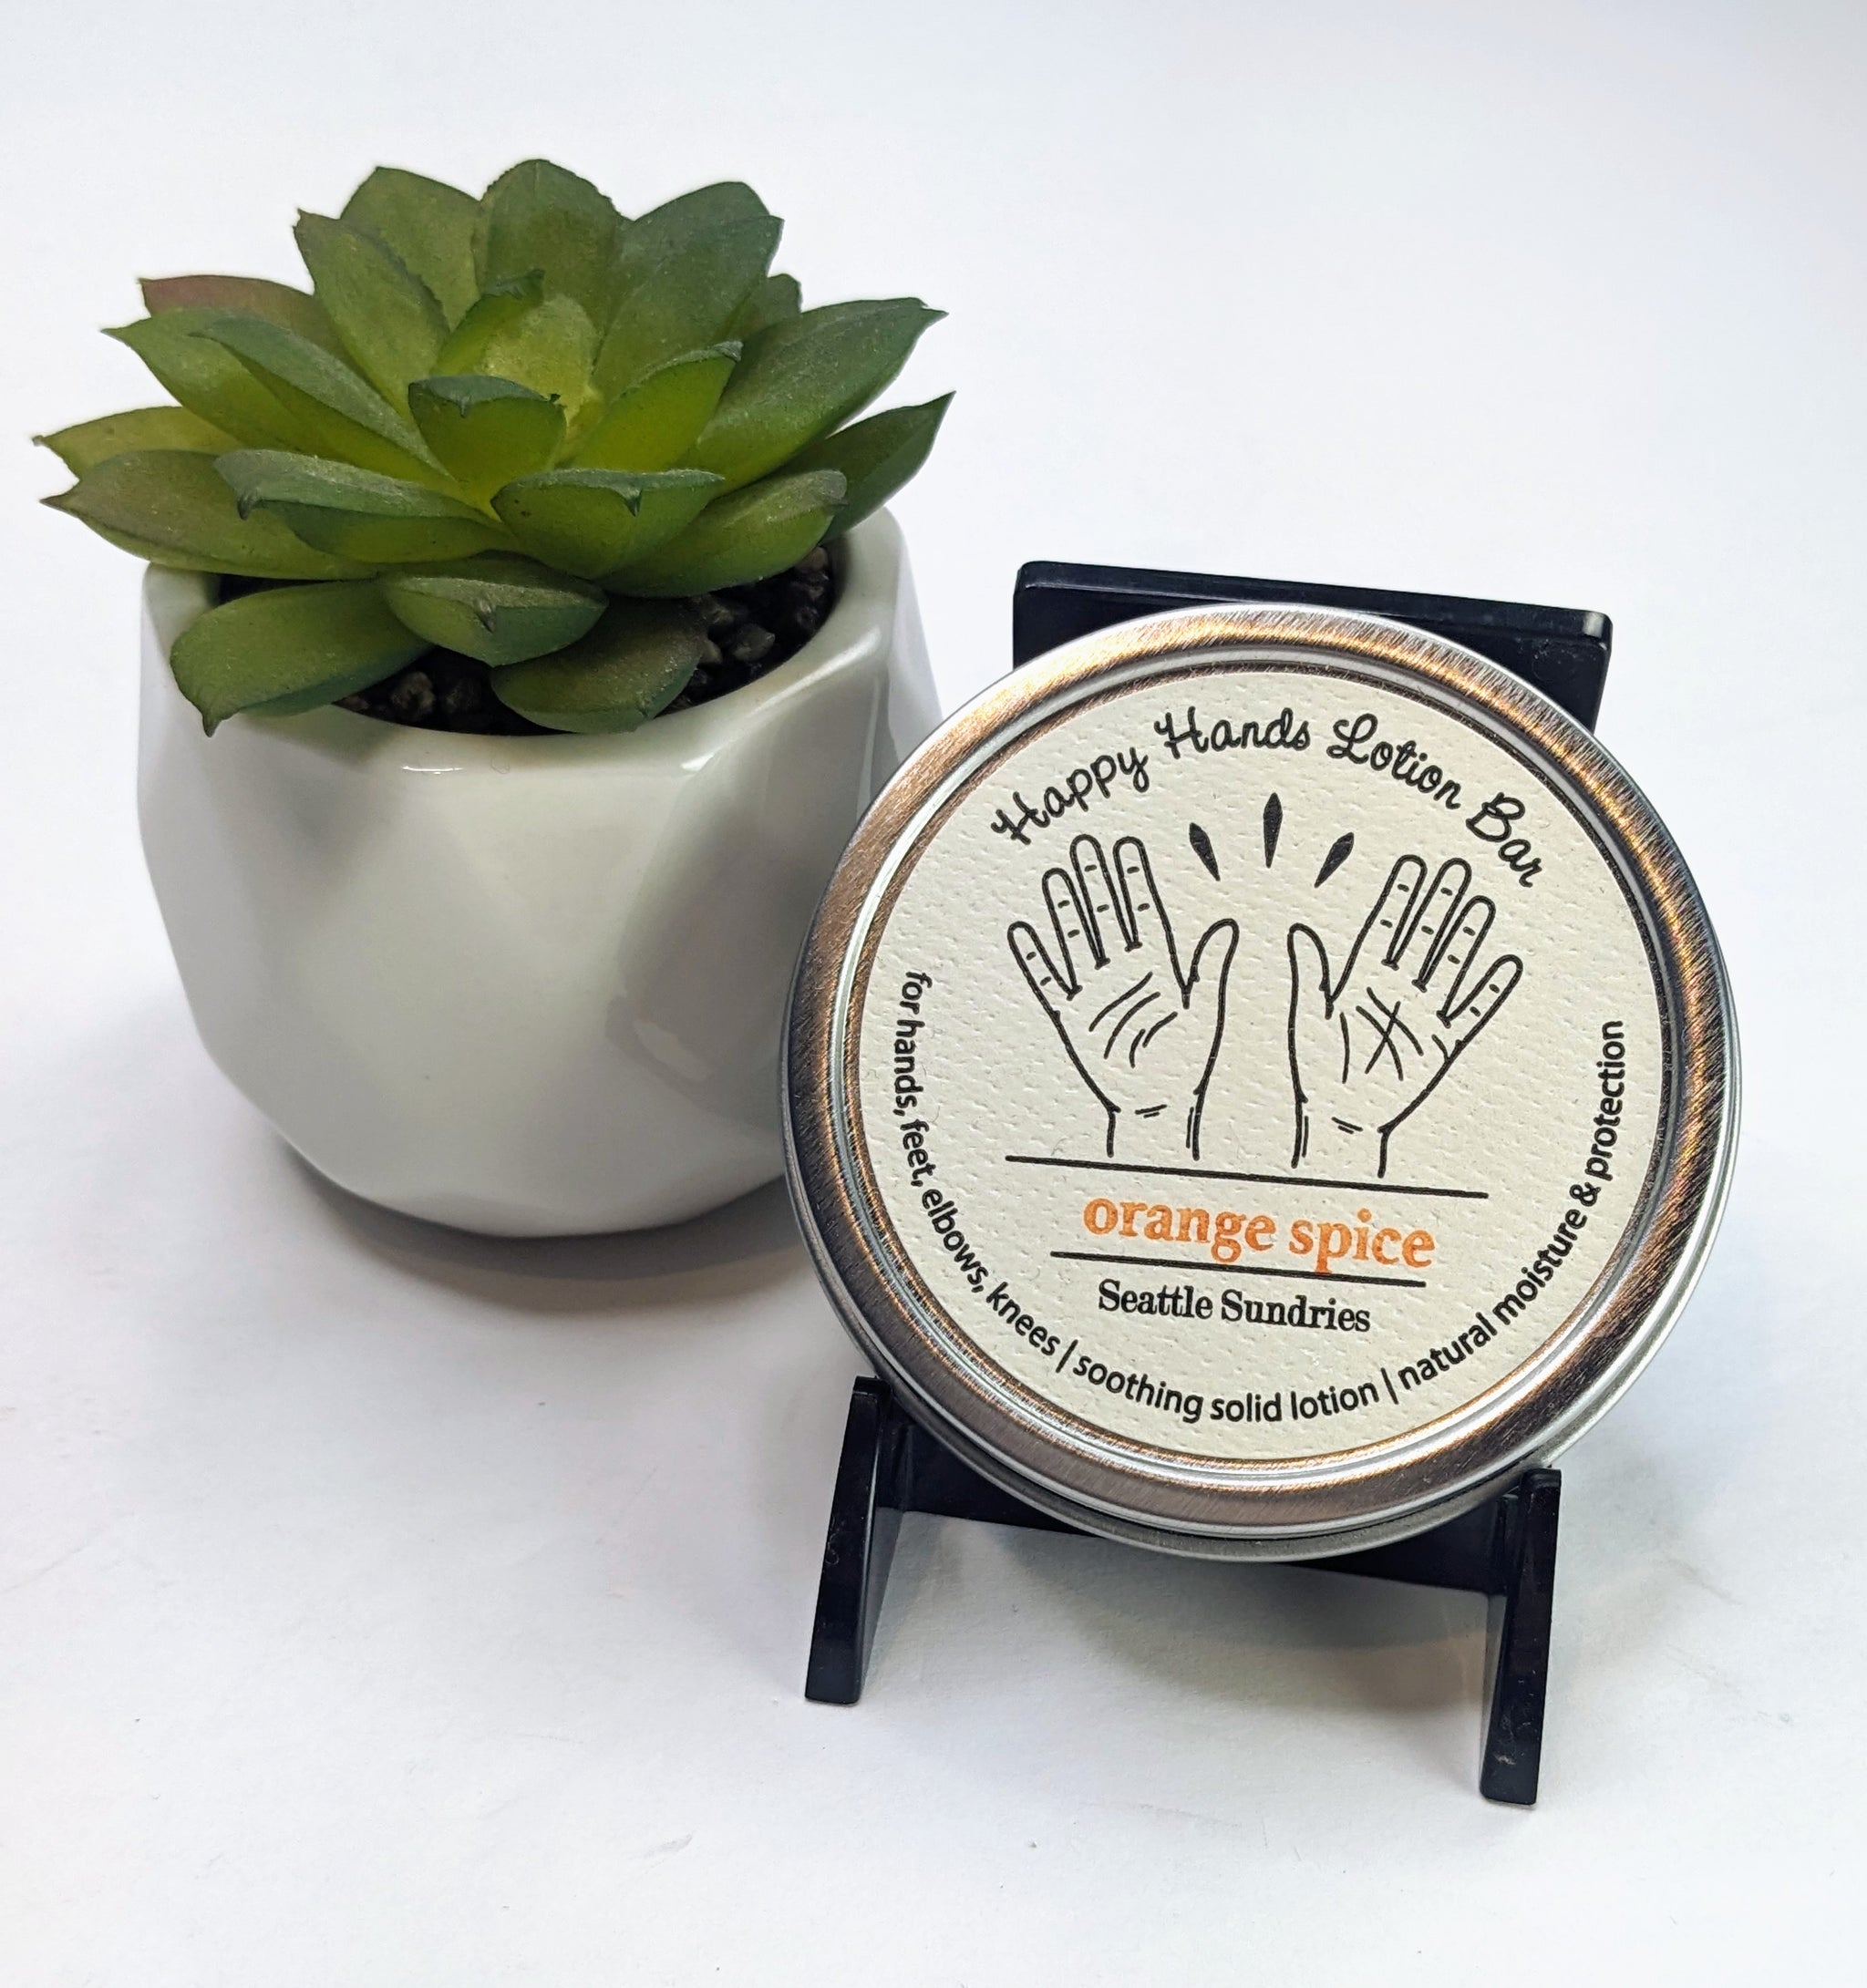 Happy Hands Lotion Bar
orange spice
Seattle Sundries
for hands, feet, elbows, knees | soothing solid lotion | natural moisture & protection